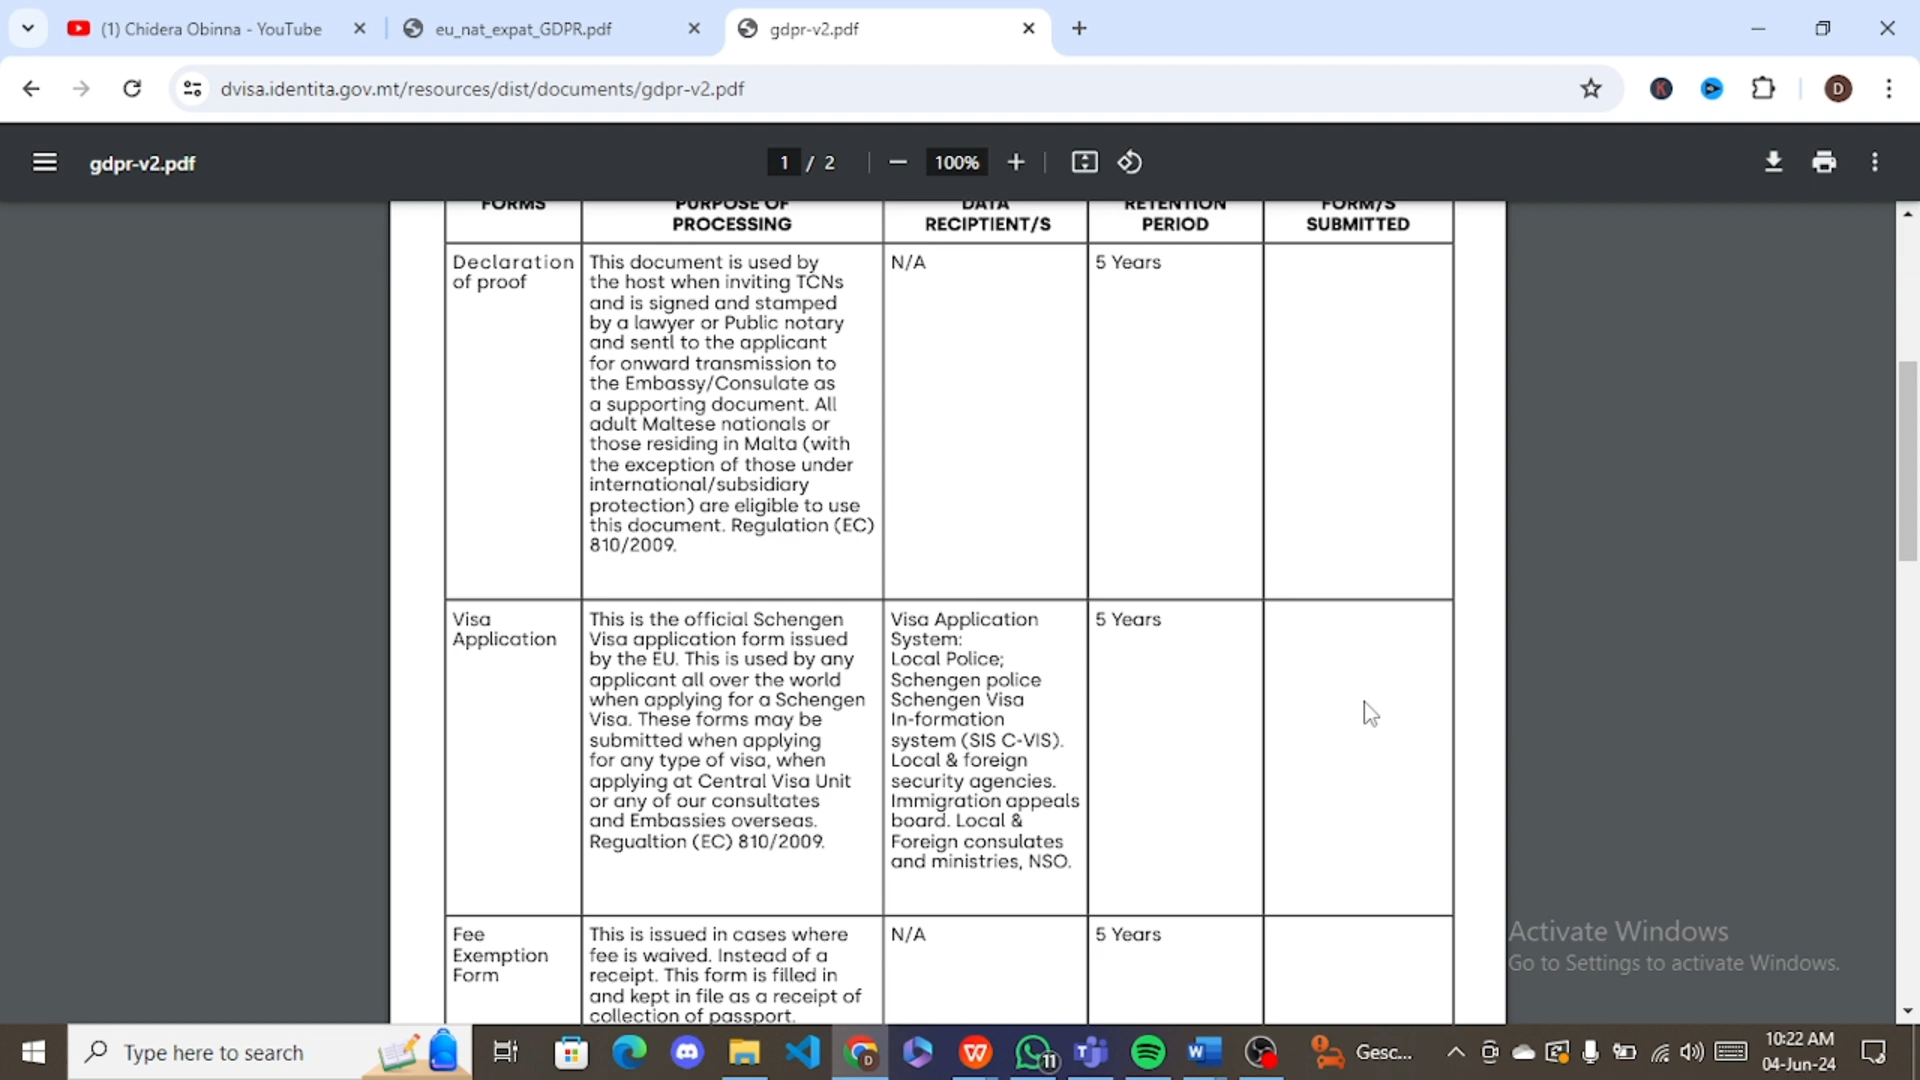 (1) Chidera Obinna - YouTube
eu_nat_expat_GDPR.pdf
gdpr-v2.pdf
dvisa.identita.gov.mt/resources/dist/documents/gdpr-v2.pdf
K
D
gdpr-v2.pdf
1 / 2
100%
FORMS
PURPOSE OF
PROCESSING
DATA
RECIPTIENT/S
RETENTION
PERIOD
FORM/S
SUBMITTED
Declaration
of proof
This document is used by
the host when inviting TCNs
and is signed and stamped
by a lawyer or Public notary
and sentl to the applicant
for onward transmission to
the Embassy/Consulate as
a supporting document. All
adult Maltese nationals or
those residing in Malta (with
the exception of those under
international/subsidiary
protection) are eligible to use
this document. Regulation (EC)
810/2009.
N/A
5 Years
Visa
Application
This is the official Schengen
Visa application form issued
by the EU. This is used by any
applicant all over the world
when applying for a Schengen
Visa. These forms may be
submitted when applying
for any type of visa, when
applying at Central Visa Unit
or any of our consultates
and Embassies overseas.
Regualtion (EC) 810/2009.
Visa Application
System:
Local Police;
Schengen police
Schengen Visa
In-formation
system (SIS C-VIS).
Local & foreign
security agencies.
Immigration appeals
board. Local &
Foreign consulates
and ministries, NSO.
5 Years
Fee
Exemption
Form
This is issued in cases where
fee is waived. Instead of a
receipt. This form is filled in
and kept in file as a receipt of
collection of passport.
N/A
5 Years
Activate Windows
Go to Settings to activate Windows.
Type here to search
D
W
11
T
W
Gesc...
10:22 AM
04-Jun-24